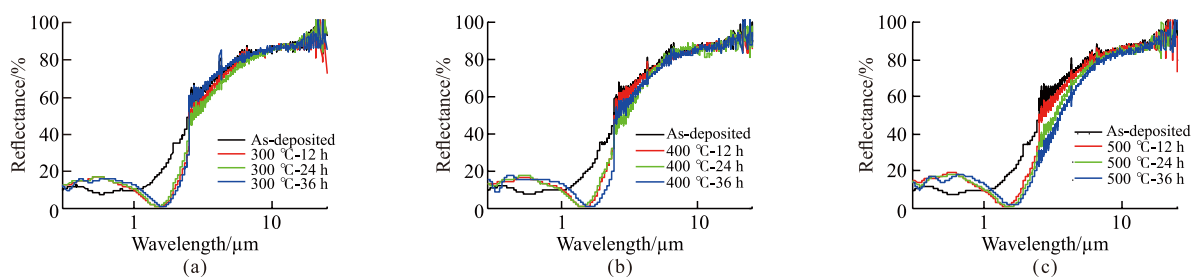 100
80
60
40
20
0
Reflectance/%
As-deposited
300 ℃-12 h
300 ℃-24 h
300 ℃-36 h
1
10
Wavelength/μm
(a)
100
80
60
40
20
0
Reflectance/%
As-deposited
400 ℃-12 h
400 ℃-24 h
400 ℃-36 h
1
10
Wavelength/μm
(b)
100
80
60
40
20
0
Reflectance/%
As-deposited
500 ℃-12 h
500 ℃-24 h
500 ℃-36 h
1
10
Wavelength/μm
(c)